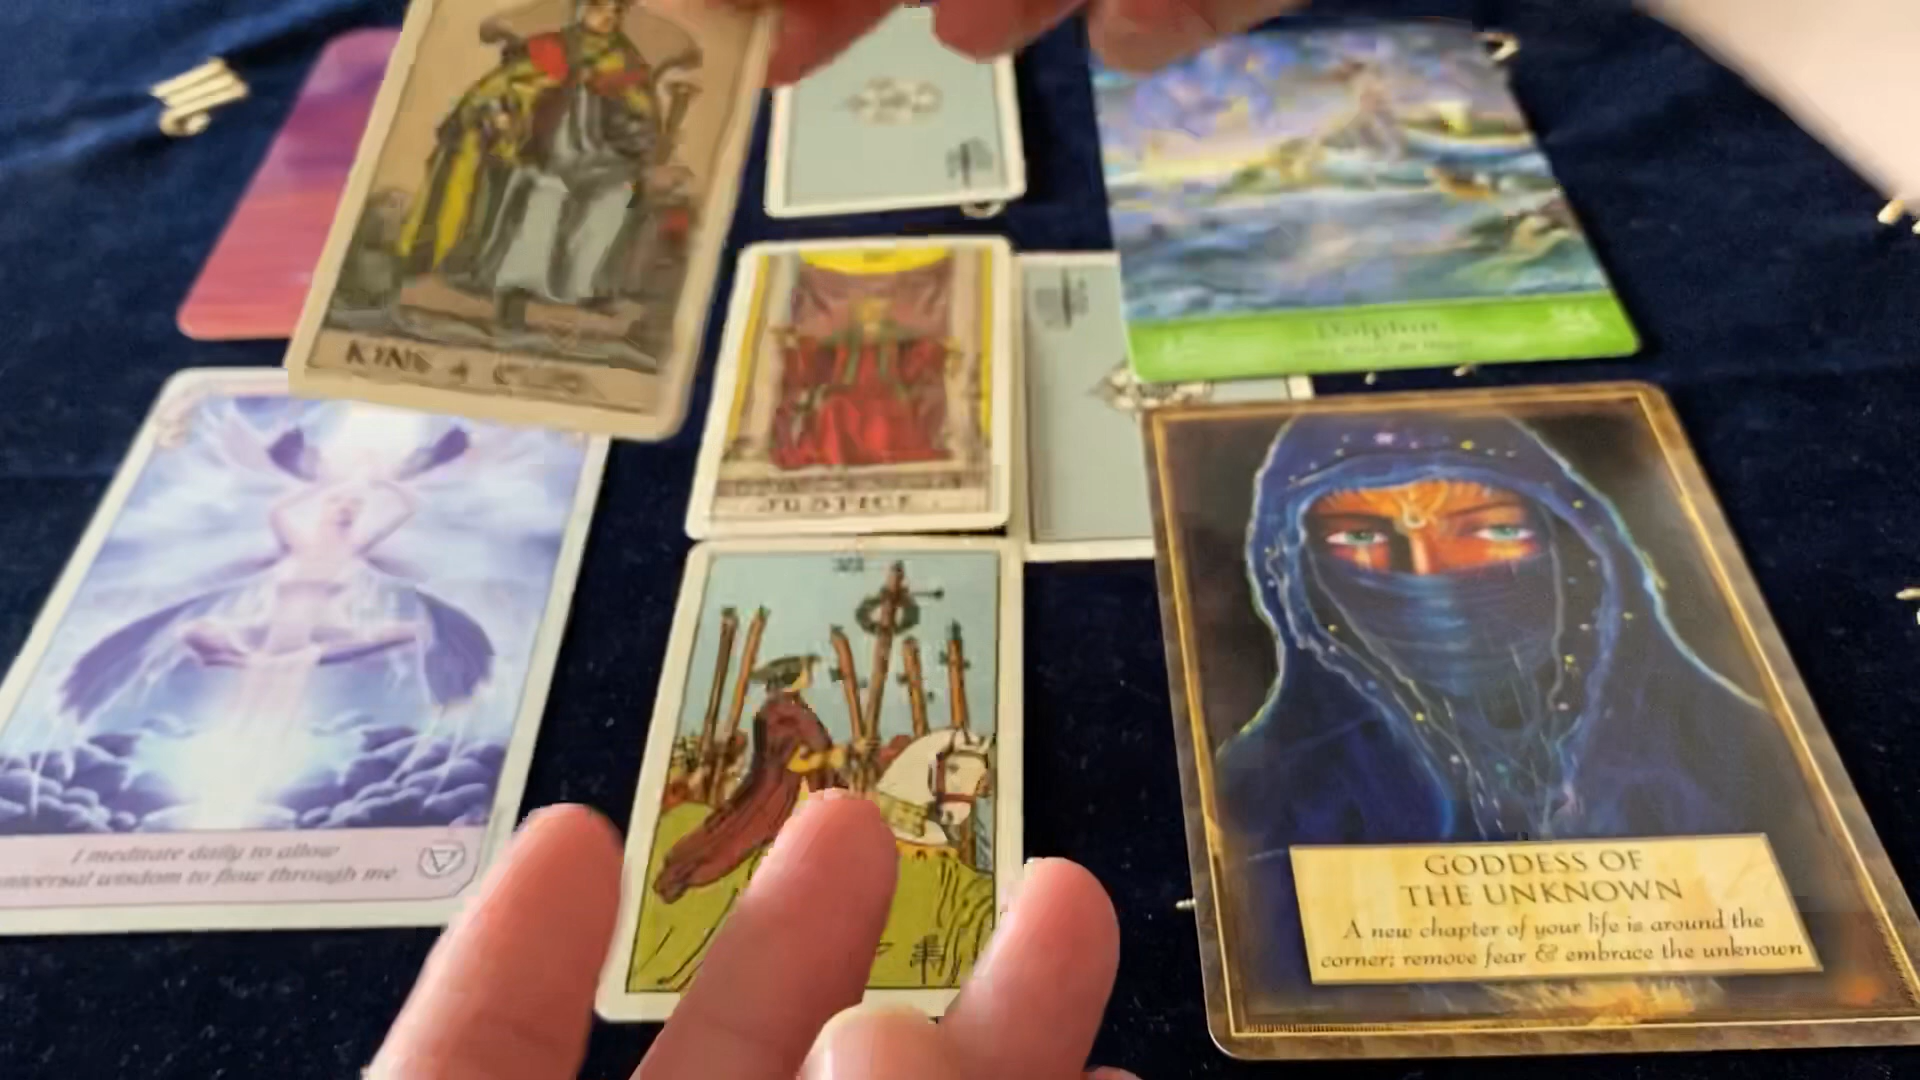 KING of CUPS
Dolphin
JUSTICE.
VI
I meditate daily to allow
universal wisdom to flow through me
GODDESS OF
THE UNKNOWN
A new chapter of your life is around the
corner; remove fear & embrace the unknown